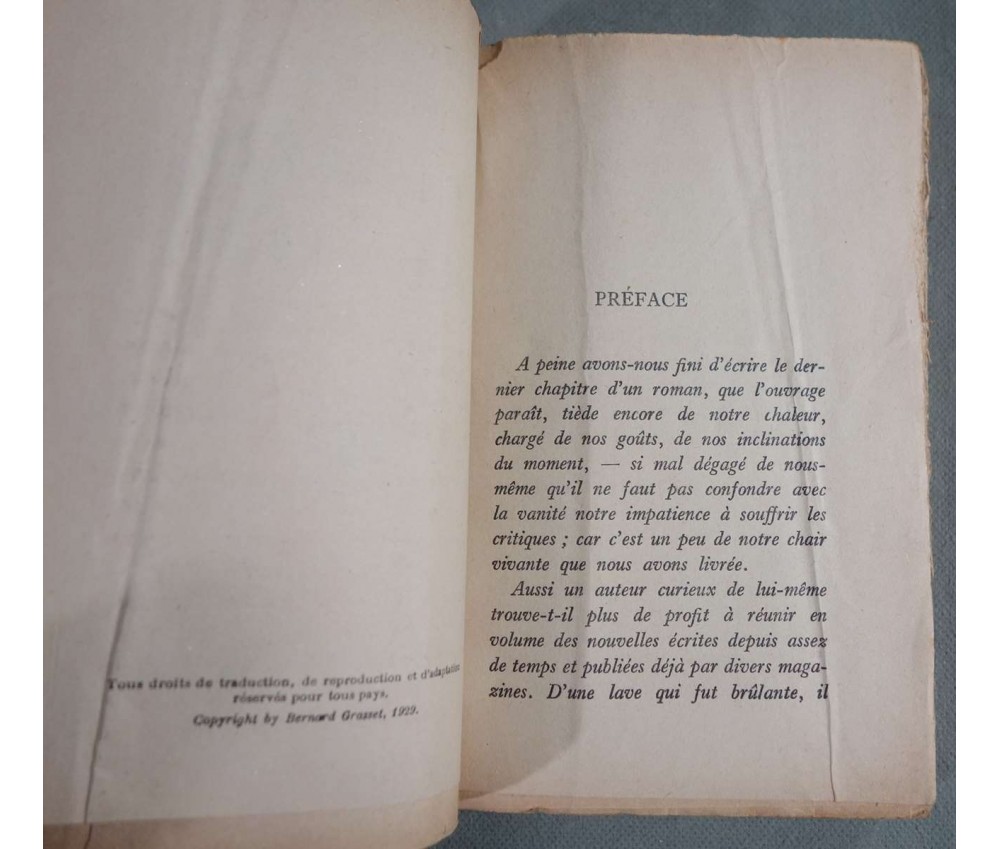 Tous droits de traduction, de reproduction et d'adaptation
réservés pour tous pays.
Copyright by Bernard Grasset, 1929.
PRÉFACE
A peine avons-nous fini d'écrire le der-
nier chapitre d'un roman, que l'ouvrage
paraît, tiède encore de notre chaleur,
chargé de nos goûts, de nos inclinations
du moment, — si mal dégagé de nous-
même qu'il ne faut pas confondre avec
la vanité notre impatience à souffrir les
critiques ; car c'est un peu de notre chair
vivante que nous avons livrée.
Aussi un auteur curieux de lui-même
trouve-t-il plus de profit à réunir en
volume des nouvelles écrites depuis assez
de temps et publiées déjà par divers maga-
zines. D'une lave qui fut brûlante, il